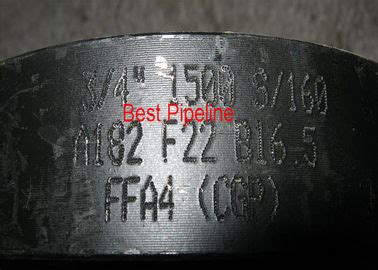 3/4" 1500 S/160
Best Pipeline
A182 F22 B16.5
FFA4 (CGP)